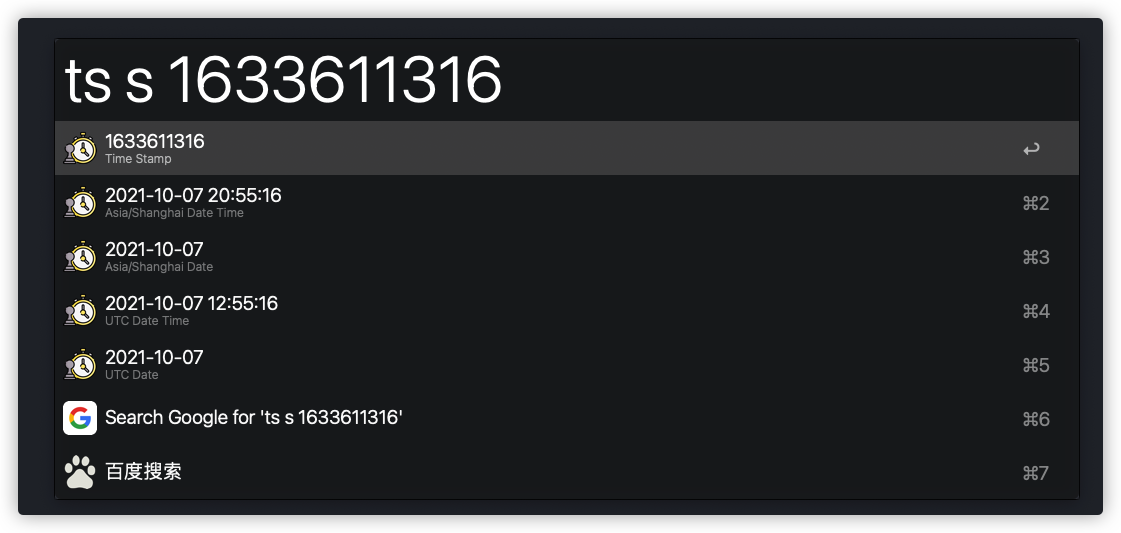 ts s 1633611316
1633611316
Time Stamp
↩
2021-10-07 20:55:16
Asia/Shanghai Date Time
⌘2
2021-10-07
Asia/Shanghai Date
⌘3
2021-10-07 12:55:16
UTC Date Time
⌘4
2021-10-07
UTC Date
⌘5
Search Google for 'ts s 1633611316'
⌘6
百度搜索
⌘7